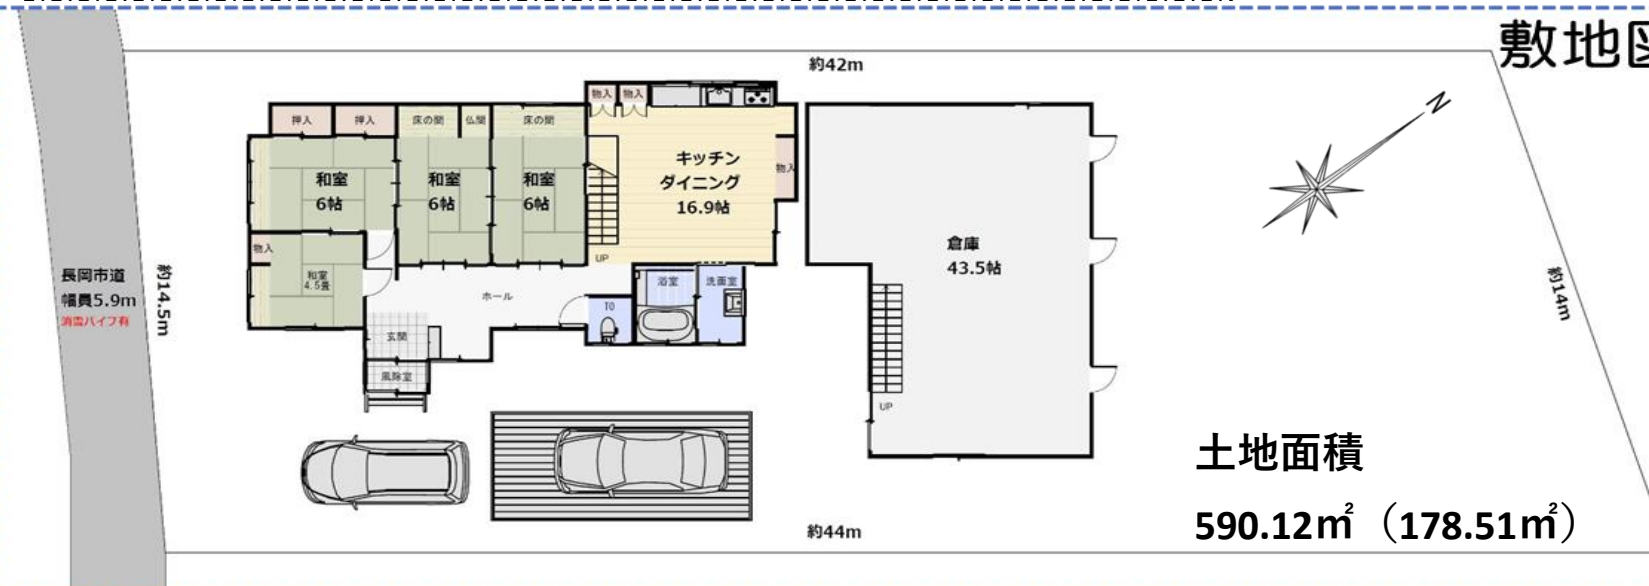 敷地図
約42m
物入 物入
押入 押入 床の間 仏間 床の間
キッチン
ダイニング
16.9帖
物入
和室
6帖
和室
6帖
和室
6帖
UP
物入
和室
4.5畳
ホール
浴室
洗面室
TO
玄関
風除室
倉庫
43.5帖
UP
N
長岡市道
幅員5.9m
消雪パイプ有
約14.5m
約14m
約44m
土地面積
590.12㎡(178.51㎡)